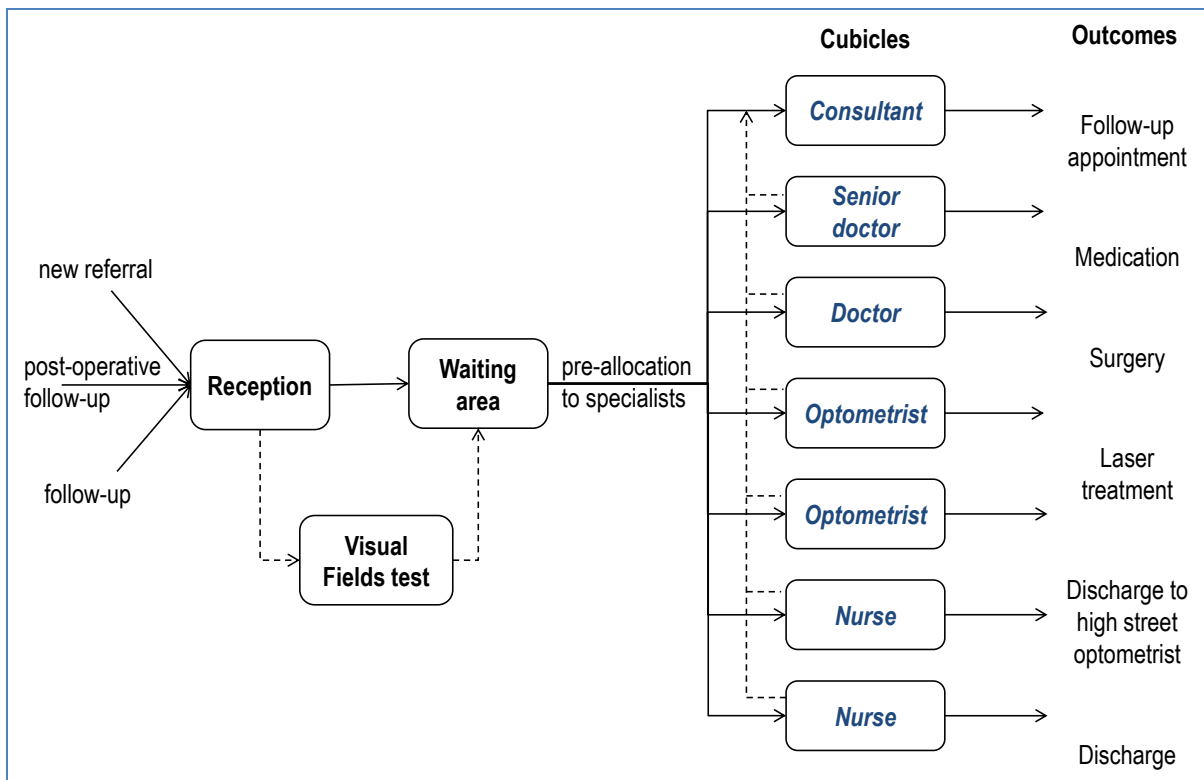 Cubicles
Outcomes
Consultant
Follow-up
appointment
Senior
doctor
Medication
new referral
Doctor
Surgery
post-operative
follow-up
Reception
Waiting
area
pre-allocation
to specialists
Optometrist
Laser
treatment
follow-up
Optometrist
Visual
Fields test
Nurse
Discharge to
high street
optometrist
Nurse
Discharge